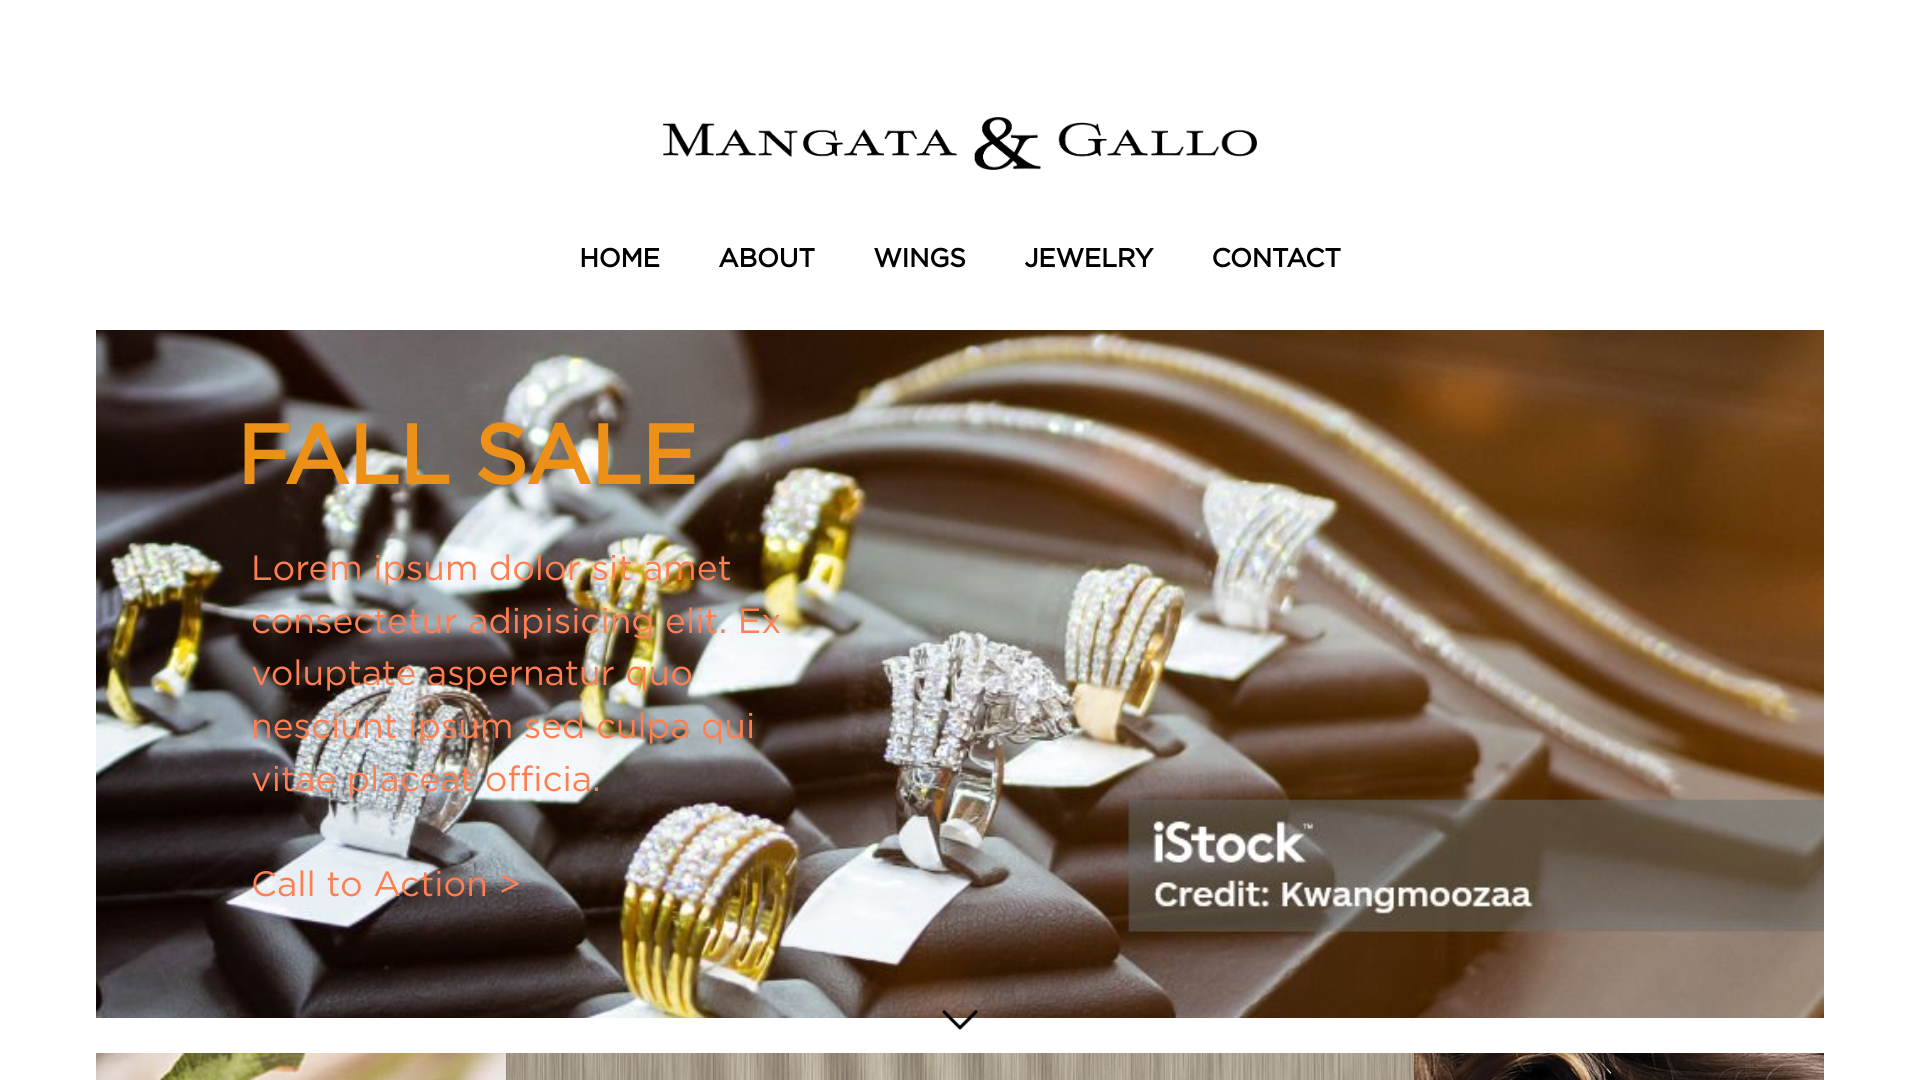 MANGATA & GALLO
HOME ABOUT WINGS JEWELRY CONTACT
FALL SALE
Lorem ipsum dolor sit amet
consectetur adipisicing elit. Ex
voluptate aspernatur quo
nesciunt ipsum sed culpa qui
vitae placeat officia.
Call to Action >
iStock™
Credit: Kwangmoozaa